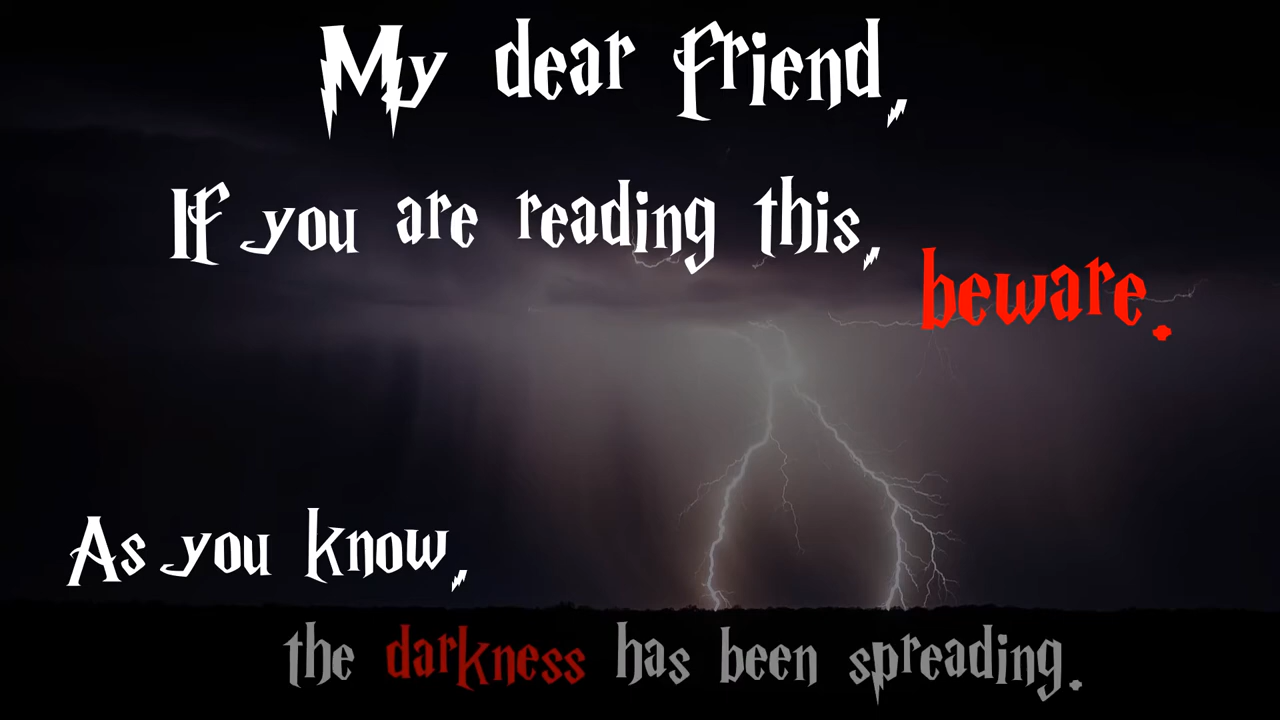 My dear friend,
If you are reading this,
beware.
As you know,
the darkness has been spreading.